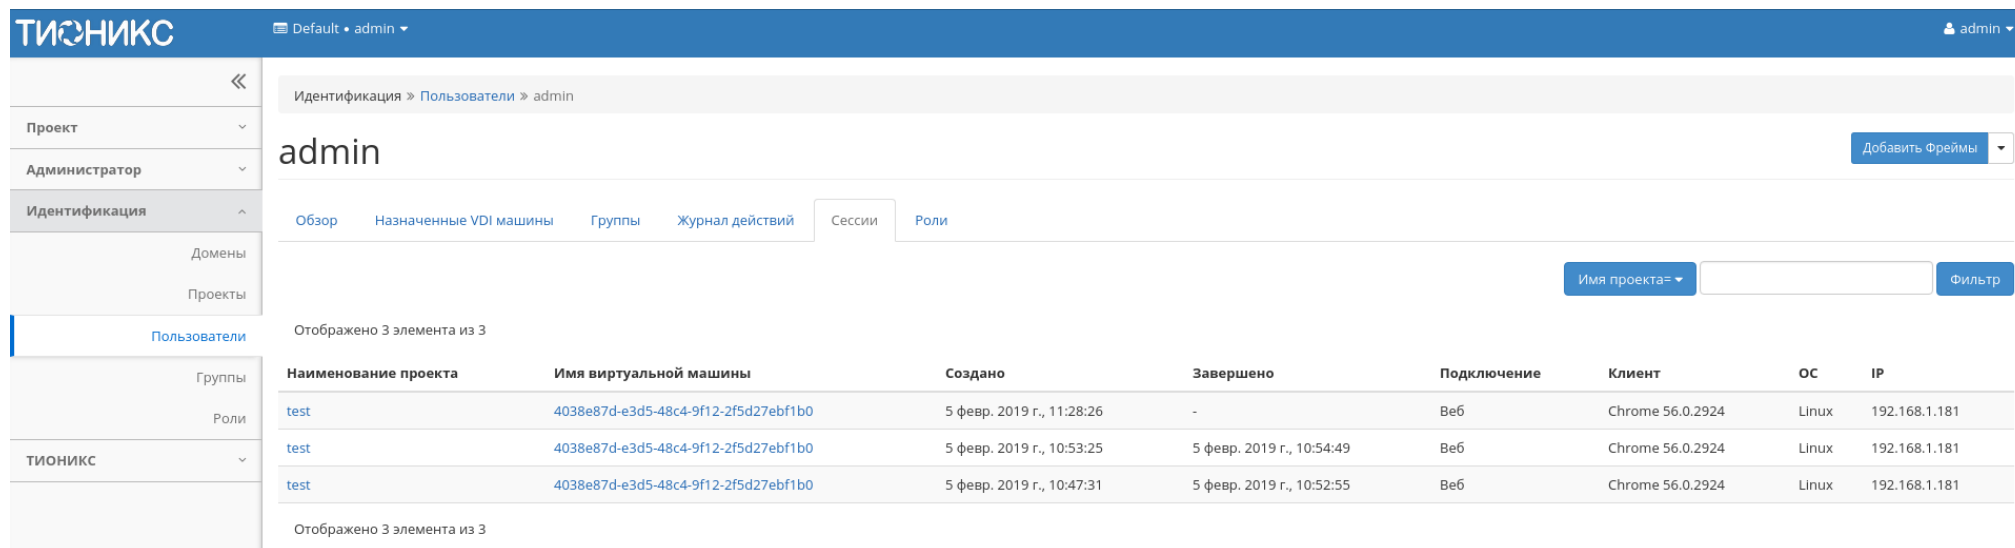 ТИОНИКС
Default • admin
admin
Проект
Администратор
Идентификация
Домены
Проекты
Пользователи
Группы
Роли
ТИОНИКС
Идентификация » Пользователи » admin
admin
Добавить Фреймы
Обзор Назначенные VDI машины Группы Журнал действий Сессии Роли
Имя проекта= Фильтр
Отображено 3 элемента из 3
Наименование проекта Имя виртуальной машины Создано Завершено Подключение Клиент ОС IP
test 4038e87d-e3d5-48c4-9f12-2f5d27ebf1b0 5 февр. 2019 г., 11:28:26 - Веб Chrome 56.0.2924 Linux 192.168.1.181
test 4038e87d-e3d5-48c4-9f12-2f5d27ebf1b0 5 февр. 2019 г., 10:53:25 5 февр. 2019 г., 10:54:49 Веб Chrome 56.0.2924 Linux 192.168.1.181
test 4038e87d-e3d5-48c4-9f12-2f5d27ebf1b0 5 февр. 2019 г., 10:47:31 5 февр. 2019 г., 10:52:55 Веб Chrome 56.0.2924 Linux 192.168.1.181
Отображено 3 элемента из 3